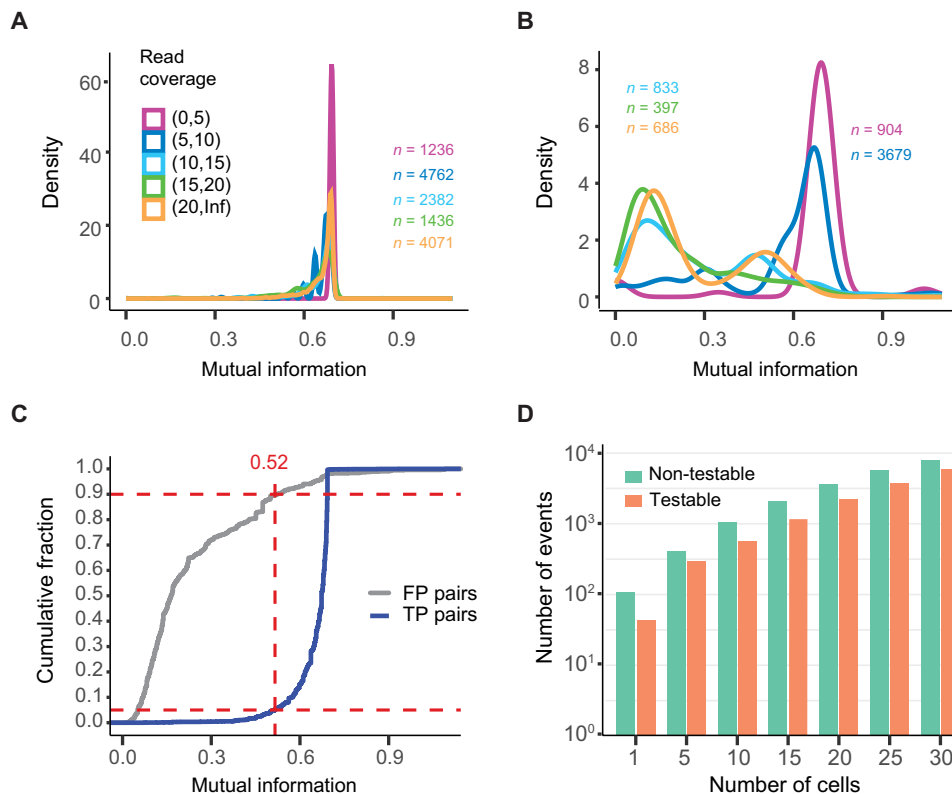 A
Read
coverage
(0,5)
(5,10)
(10,15)
(15,20)
(20,Inf)
n = 1236
n = 4762
n = 2382
n = 1436
n = 4071
60
40
20
0
Density
0.0 0.3 0.6 0.9
Mutual information
B
n = 833
n = 397
n = 686
n = 904
n = 3679
8
6
4
2
0
Density
0.0 0.3 0.6 0.9
Mutual information
C
0.52
1.0
0.9
0.8
0.7
0.6
0.5
0.4
0.3
0.2
0.1
0.0
Cumulative fraction
FP pairs
TP pairs
0.0 0.3 0.6 0.9
Mutual information
D
Non-testable
Testable
10⁴
10³
10²
10¹
10⁰
Number of events
1 5 10 15 20 25 30
Number of cells